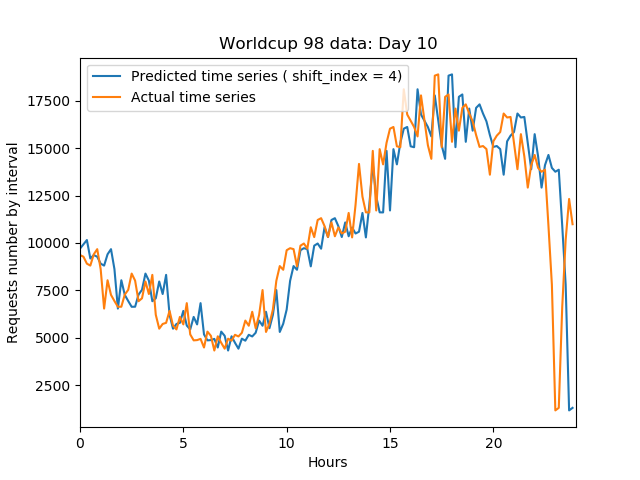 Worldcup 98 data: Day 10
Predicted time series ( shift_index = 4)
Actual time series
Requests number by interval
17500
15000
12500
10000
7500
5000
2500
0
5
10
15
20
Hours